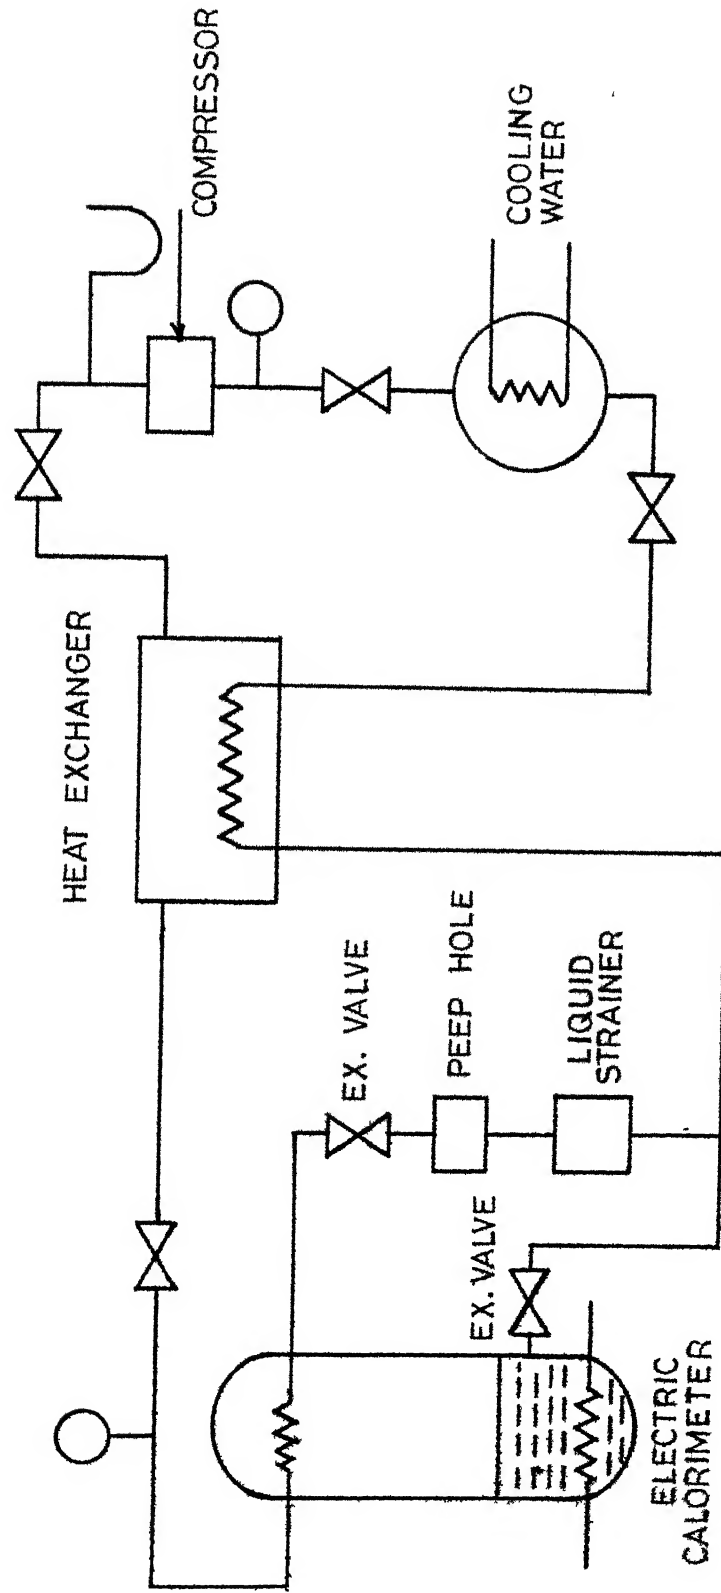 COMPRESSOR
COOLING
WATER
HEAT EXCHANGER
EX. VALVE
PEEP HOLE
LIQUID
STRAINER
EX. VALVE
ELECTRIC
CALORIMETER